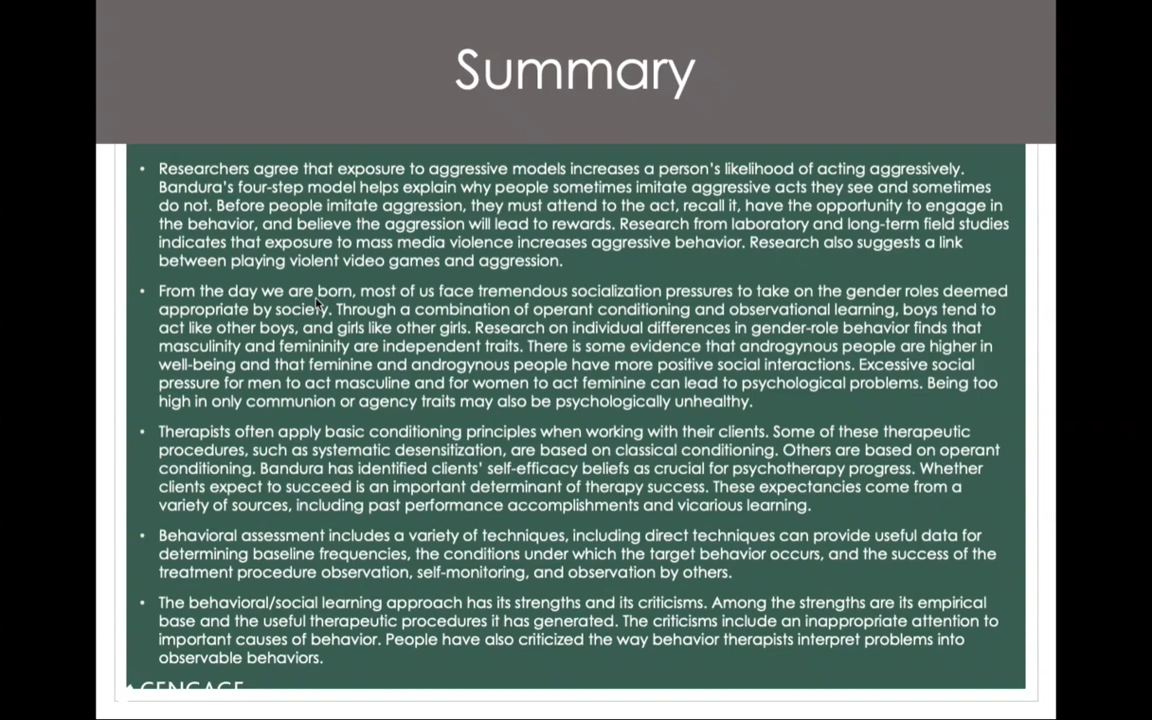 Summary
• Researchers agree that exposure to aggressive models increases a person's likelihood of acting aggressively.
Bandura's four-step model helps explain why people sometimes imitate aggressive acts they see and sometimes
do not. Before people imitate aggression, they must attend to the act, recall it, have the opportunity to engage in
the behavior, and believe the aggression will lead to rewards. Research from laboratory and long-term field studies
indicates that exposure to mass media violence increases aggressive behavior. Research also suggests a link
between playing violent video games and aggression.
• From the day we are born, most of us face tremendous socialization pressures to take on the gender roles deemed
appropriate by society. Through a combination of operant conditioning and observational learning, boys tend to
act like other boys, and girls like other girls. Research on individual differences in gender-role behavior finds that
masculinity and femininity are independent traits. There is some evidence that androgynous people are higher in
well-being and that feminine and androgynous people have more positive social interactions. Excessive social
pressure for men to act masculine and for women to act feminine can lead to psychological problems. Being too
high in only communion or agency traits may also be psychologically unhealthy.
• Therapists often apply basic conditioning principles when working with their clients. Some of these therapeutic
procedures, such as systematic desensitization, are based on classical conditioning. Others are based on operant
conditioning. Bandura has identified clients' self-efficacy beliefs as crucial for psychotherapy progress. Whether
clients expect to succeed is an important determinant of therapy success. These expectancies come from a
variety of sources, including past performance accomplishments and vicarious learning.
• Behavioral assessment includes a variety of techniques, including direct techniques can provide useful data for
determining baseline frequencies, the conditions under which the target behavior occurs, and the success of the
treatment procedure observation, self-monitoring, and observation by others.
• The behavioral/social learning approach has its strengths and its criticisms. Among the strengths are its empirical
base and the useful therapeutic procedures it has generated. The criticisms include an inappropriate attention to
important causes of behavior. People have also criticized the way behavior therapists interpret problems into
observable behaviors.
CENGAGE